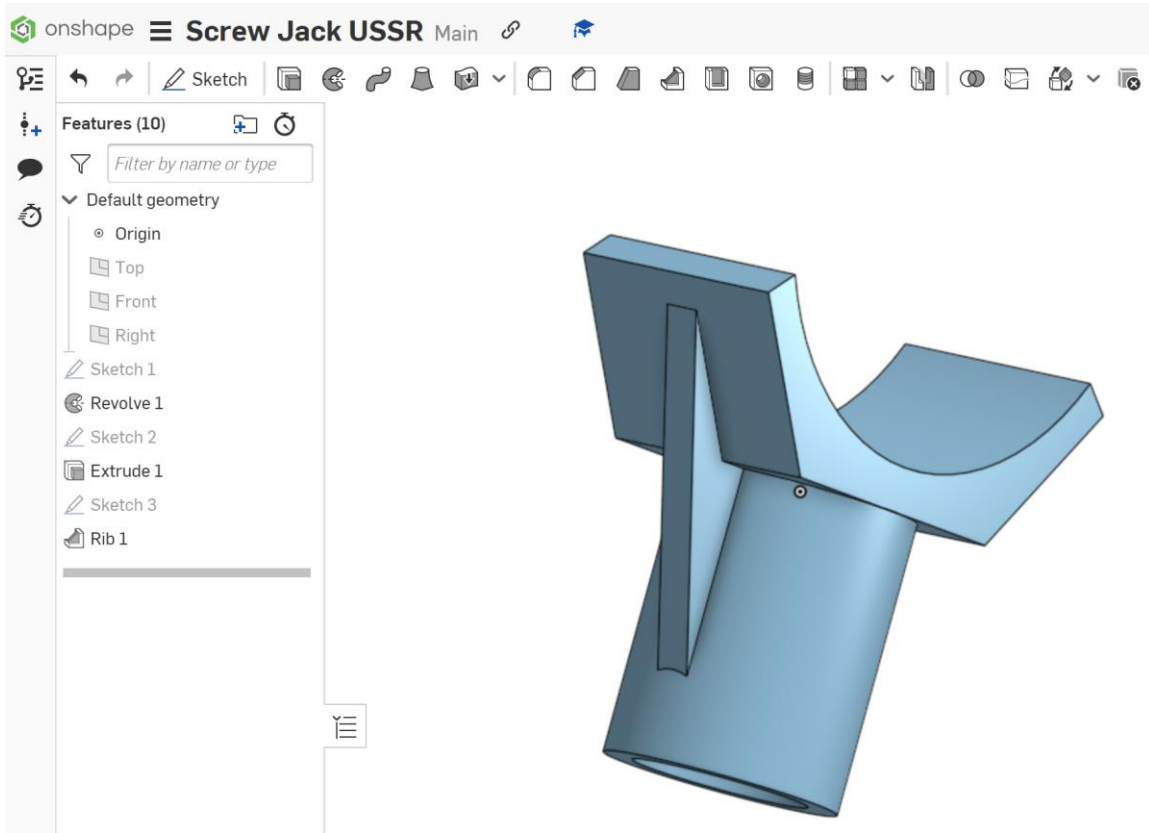 onshape Screw Jack USSR Main
Sketch
Features (10)
Filter by name or type
Default geometry
Origin
Top
Front
Right
Sketch 1
Revolve 1
Sketch 2
Extrude 1
Sketch 3
Rib 1